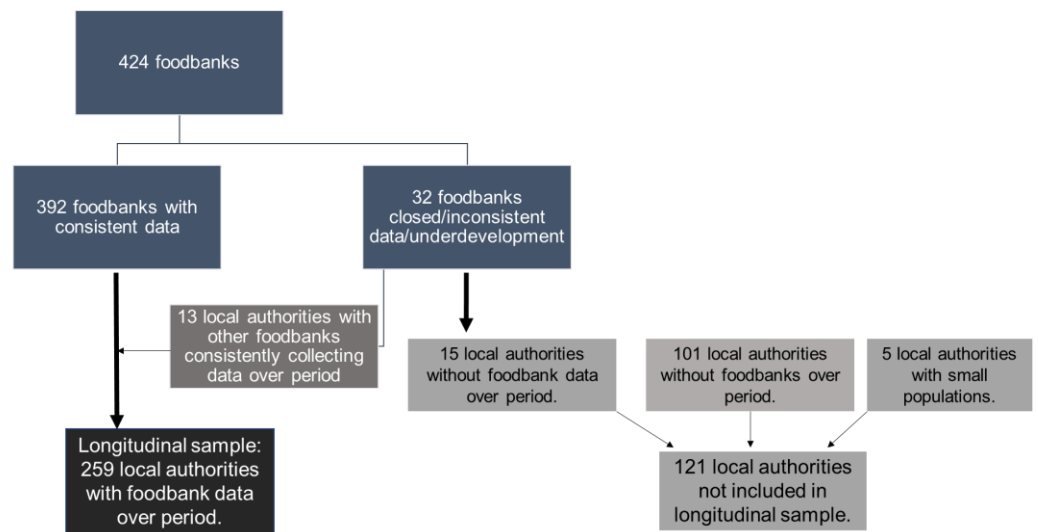 424 foodbanks
392 foodbanks with
consistent data
32 foodbanks
closed/inconsistent
data/underdevelopment
13 local authorities with
other foodbanks
consistently collecting
data over period
15 local authorities
without foodbank data
over period.
101 local authorities
without foodbanks over
period.
5 local authorities
with small
populations.
Longitudinal sample:
259 local authorities
with foodbank data
over period.
121 local authorities
not included in
longitudinal sample.